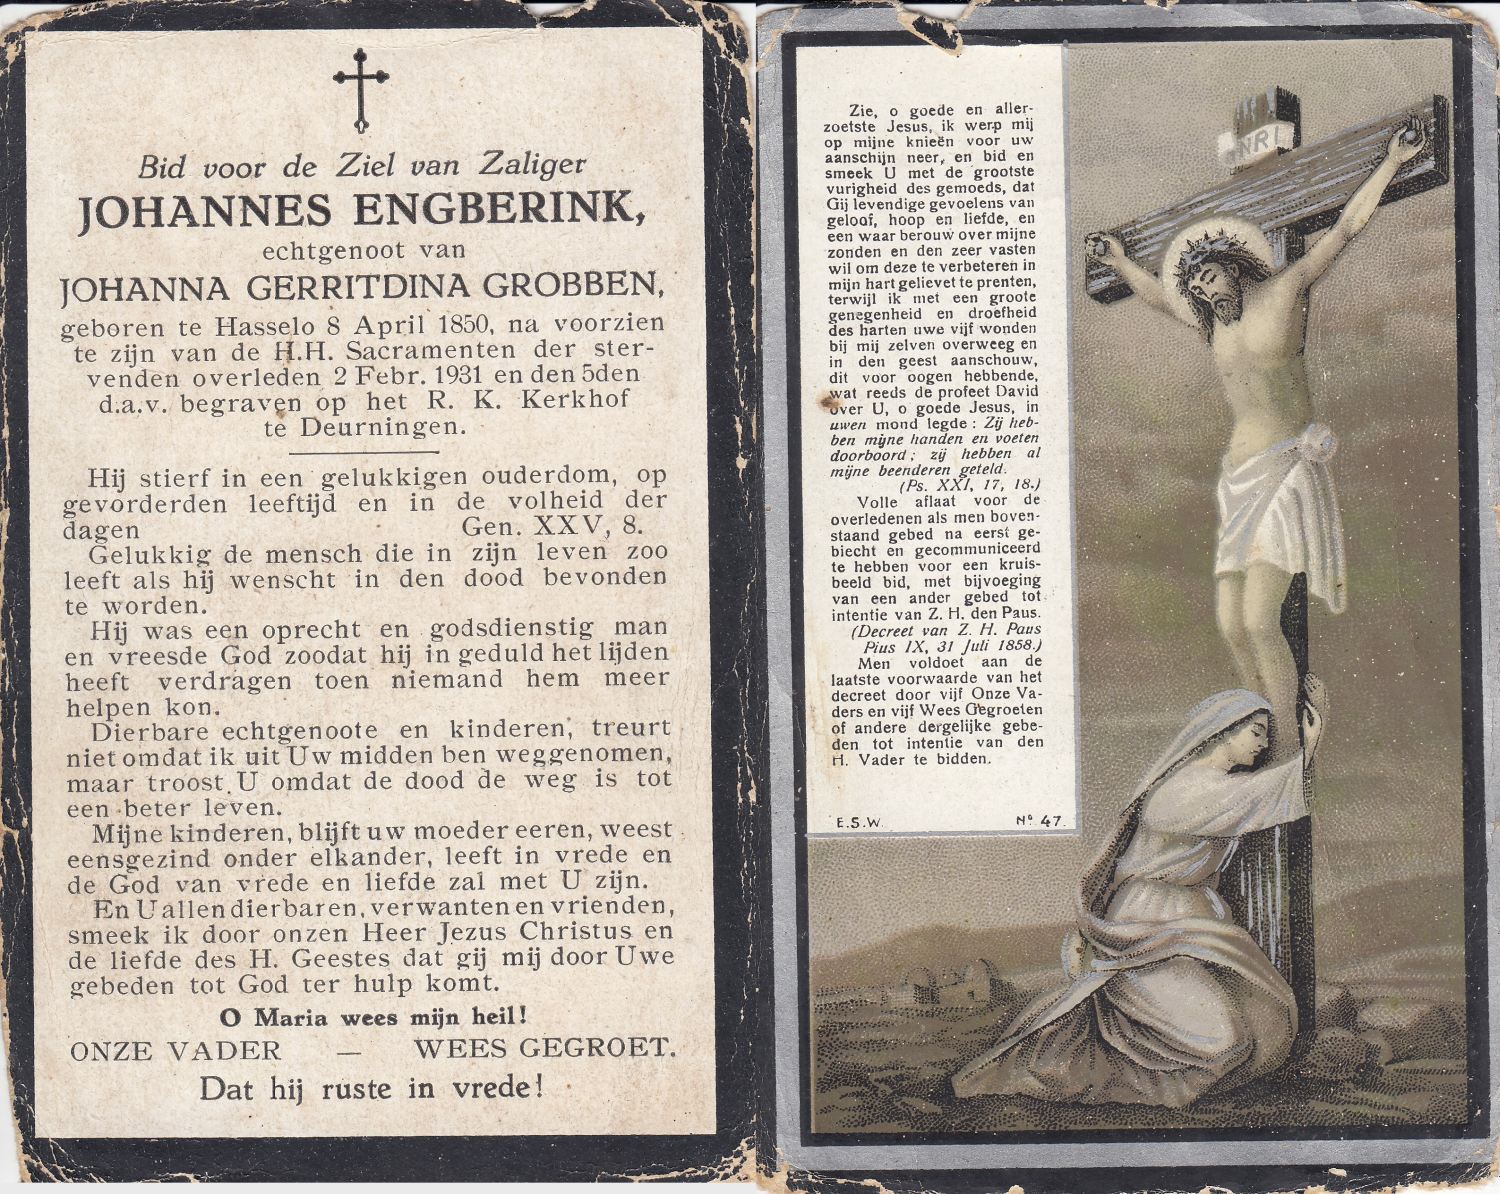 Bid voor de Ziel van Zaliger
JOHANNES ENGBERINK,
echtgenoot van
JOHANNA GERRITDINA GROBBEN,
geboren te Hasselo 8 April 1850, na voorzien
te zijn van de H.H. Sacramenten der ster-
venden overleden 2 Febr. 1931 en den 5den
d.a.v. begraven op het R. K. Kerkhof
te Deurningen.
Hij stierf in een gelukkigen ouderdom, op
gevorderden leeftijd en in de volheid der
dagen Gen. XXV, 8.
Gelukkig de mensch die in zijn leven zoo
leeft als hij wenscht in den dood bevonden
te worden.
Hij was een oprecht en godsdienstig man
en vreesde God zoodat hij in geduld het lijden
heeft verdragen toen niemand hem meer
helpen kon.
Dierbare echtgenoote en kinderen, treurt
niet omdat ik uit Uw midden ben weggenomen,
maar troost U omdat de dood de weg is tot
een beter leven.
Mijne kinderen, blijft uw moeder eeren, weest
eensgezind onder elkander, leeft in vrede en
de God van vrede en liefde zal met U zijn.
En U allen dierbaren, verwanten en vrienden,
smeek ik door onzen Heer Jezus Christus en
de liefde des H. Geestes dat gij mij door Uwe
gebeden tot God ter hulp komt.
O Maria wees mijn heil!
ONZE VADER — WEES GEGROET.
Dat hij ruste in vrede!
Zie, o goede en aller-
zoetste Jesus, ik werp mij
op mijne knieën voor uw
aanschijn neer, en bid en
smeek U met de grootste
vurigheid des gemoeds, dat
Gij levendige gevoelens van
geloof, hoop en liefde, en
een waar berouw over mijne
zonden en den zeer vasten
wil om deze te verbeteren in
mijn hart gelievet te prenten,
terwijl ik met een groote
genegenheid en droefheid
des harten uwe vijf wonden
bij mij zelven overweeg en
in den geest aanschouw,
dit voor oogen hebbende,
wat reeds de profeet David
over U, o goede Jesus, in
uwen mond legde: Zij heb-
ben mijne handen en voeten
doorboord; zij hebben al
mijne beenderen geteld.
(Ps. XXI, 17, 18.)
Volle aflaat voor de
overledenen als men boven-
staand gebed na eerst ge-
biecht en gecommuniceerd
te hebben voor een kruis-
beeld bid, met bijvoeging
van een ander gebed tot
intentie van Z. H. den Paus.
(Decreet van Z. H. Paus
Pius IX, 31 Juli 1858.)
Men voldoet aan de
laatste voorwaarde van het
decreet door vijf Onze Va-
ders en vijf Wees Gegroeten
of andere dergelijke gebe-
den tot intentie van den
H. Vader te bidden.
E.S.W. Nº 47.
INRI